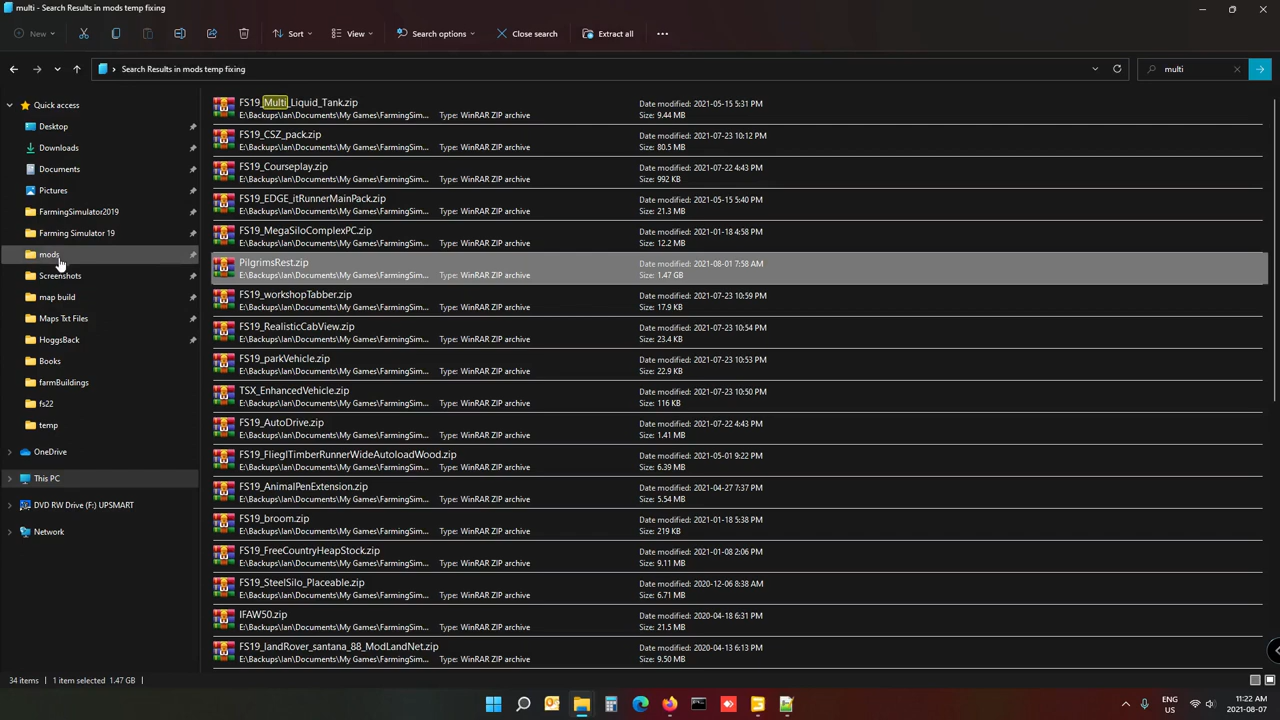 multi - Search Results in mods temp fixing
New
Sort
View
Search options
Close search
Extract all
Search Results in mods temp fixing
multi
Quick access
Desktop
Downloads
Documents
Pictures
FarmingSimulator2019
Farming Simulator 19
mods
Screenshots
map build
Maps Txt Files
HoggsBack
Books
farmBuildings
fs22
temp
OneDrive
This PC
DVD RW Drive (F:) UPSMART
Network
FS19_Multi_Liquid_Tank.zip Date modified: 2021-05-15 5:31 PM
E:\Backups\Ian\Documents\My Games\FarmingSim... Type: WinRAR ZIP archive Size: 9.44 MB
FS19_CSZ_pack.zip Date modified: 2021-07-23 10:12 PM
E:\Backups\Ian\Documents\My Games\FarmingSim... Type: WinRAR ZIP archive Size: 80.5 MB
FS19_Courseplay.zip Date modified: 2021-07-22 4:43 PM
E:\Backups\Ian\Documents\My Games\FarmingSim... Type: WinRAR ZIP archive Size: 992 KB
FS19_EDGE_itRunnerMainPack.zip Date modified: 2021-05-15 5:40 PM
E:\Backups\Ian\Documents\My Games\FarmingSim... Type: WinRAR ZIP archive Size: 21.3 MB
FS19_MegaSiloComplexPC.zip Date modified: 2021-01-18 4:58 PM
E:\Backups\Ian\Documents\My Games\FarmingSim... Type: WinRAR ZIP archive Size: 12.2 MB
PilgrimsRest.zip Date modified: 2021-08-01 7:58 AM
E:\Backups\Ian\Documents\My Games\FarmingSim... Type: WinRAR ZIP archive Size: 1.47 GB
FS19_workshopTabber.zip Date modified: 2021-07-23 10:59 PM
E:\Backups\Ian\Documents\My Games\FarmingSim... Type: WinRAR ZIP archive Size: 17.9 KB
FS19_RealisticCabView.zip Date modified: 2021-07-23 10:54 PM
E:\Backups\Ian\Documents\My Games\FarmingSim... Type: WinRAR ZIP archive Size: 23.4 KB
FS19_parkVehicle.zip Date modified: 2021-07-23 10:53 PM
E:\Backups\Ian\Documents\My Games\FarmingSim... Type: WinRAR ZIP archive Size: 22.9 KB
TSX_EnhancedVehicle.zip Date modified: 2021-07-23 10:50 PM
E:\Backups\Ian\Documents\My Games\FarmingSim... Type: WinRAR ZIP archive Size: 116 KB
FS19_AutoDrive.zip Date modified: 2021-07-22 4:43 PM
E:\Backups\Ian\Documents\My Games\FarmingSim... Type: WinRAR ZIP archive Size: 1.41 MB
FS19_FlieglTimberRunnerWideAutoloadWood.zip Date modified: 2021-05-01 9:22 PM
E:\Backups\Ian\Documents\My Games\FarmingSim... Type: WinRAR ZIP archive Size: 6.39 MB
FS19_AnimalPenExtension.zip Date modified: 2021-04-27 7:37 PM
E:\Backups\Ian\Documents\My Games\FarmingSim... Type: WinRAR ZIP archive Size: 5.54 MB
FS19_broom.zip Date modified: 2021-01-18 5:38 PM
E:\Backups\Ian\Documents\My Games\FarmingSim... Type: WinRAR ZIP archive Size: 219 KB
FS19_FreeCountryHeapStock.zip Date modified: 2021-01-08 2:06 PM
E:\Backups\Ian\Documents\My Games\FarmingSim... Type: WinRAR ZIP archive Size: 9.11 MB
FS19_SteelSilo_Placeable.zip Date modified: 2020-12-06 8:38 AM
E:\Backups\Ian\Documents\My Games\FarmingSim... Type: WinRAR ZIP archive Size: 6.71 MB
IFAW50.zip Date modified: 2020-04-18 6:31 PM
E:\Backups\Ian\Documents\My Games\FarmingSim... Type: WinRAR ZIP archive Size: 21.5 MB
FS19_landRover_santana_88_ModLandNet.zip Date modified: 2020-04-13 6:13 PM
E:\Backups\Ian\Documents\My Games\FarmingSim... Type: WinRAR ZIP archive Size: 9.50 MB
34 items 1 item selected 1.47 GB
ENG
US
11:22 AM
2021-08-07